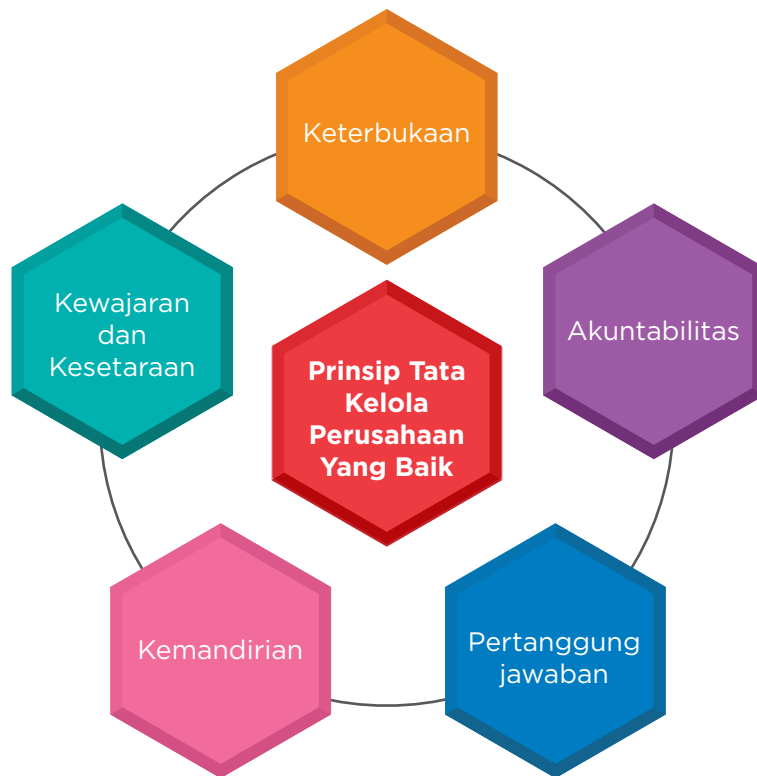 Keterbukaan
Akuntabilitas
Pertanggung
jawaban
Kemandirian
Kewajaran
dan
Kesetaraan
Prinsip Tata
Kelola
Perusahaan
Yang Baik